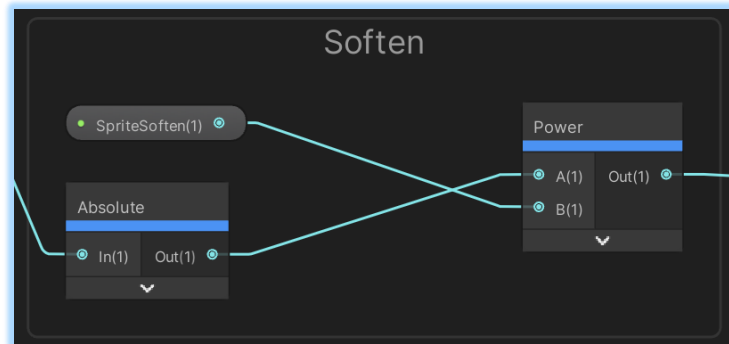 Soften
SpriteSoften(1)
Absolute
In(1) Out(1)
Power
A(1) Out(1)
B(1)